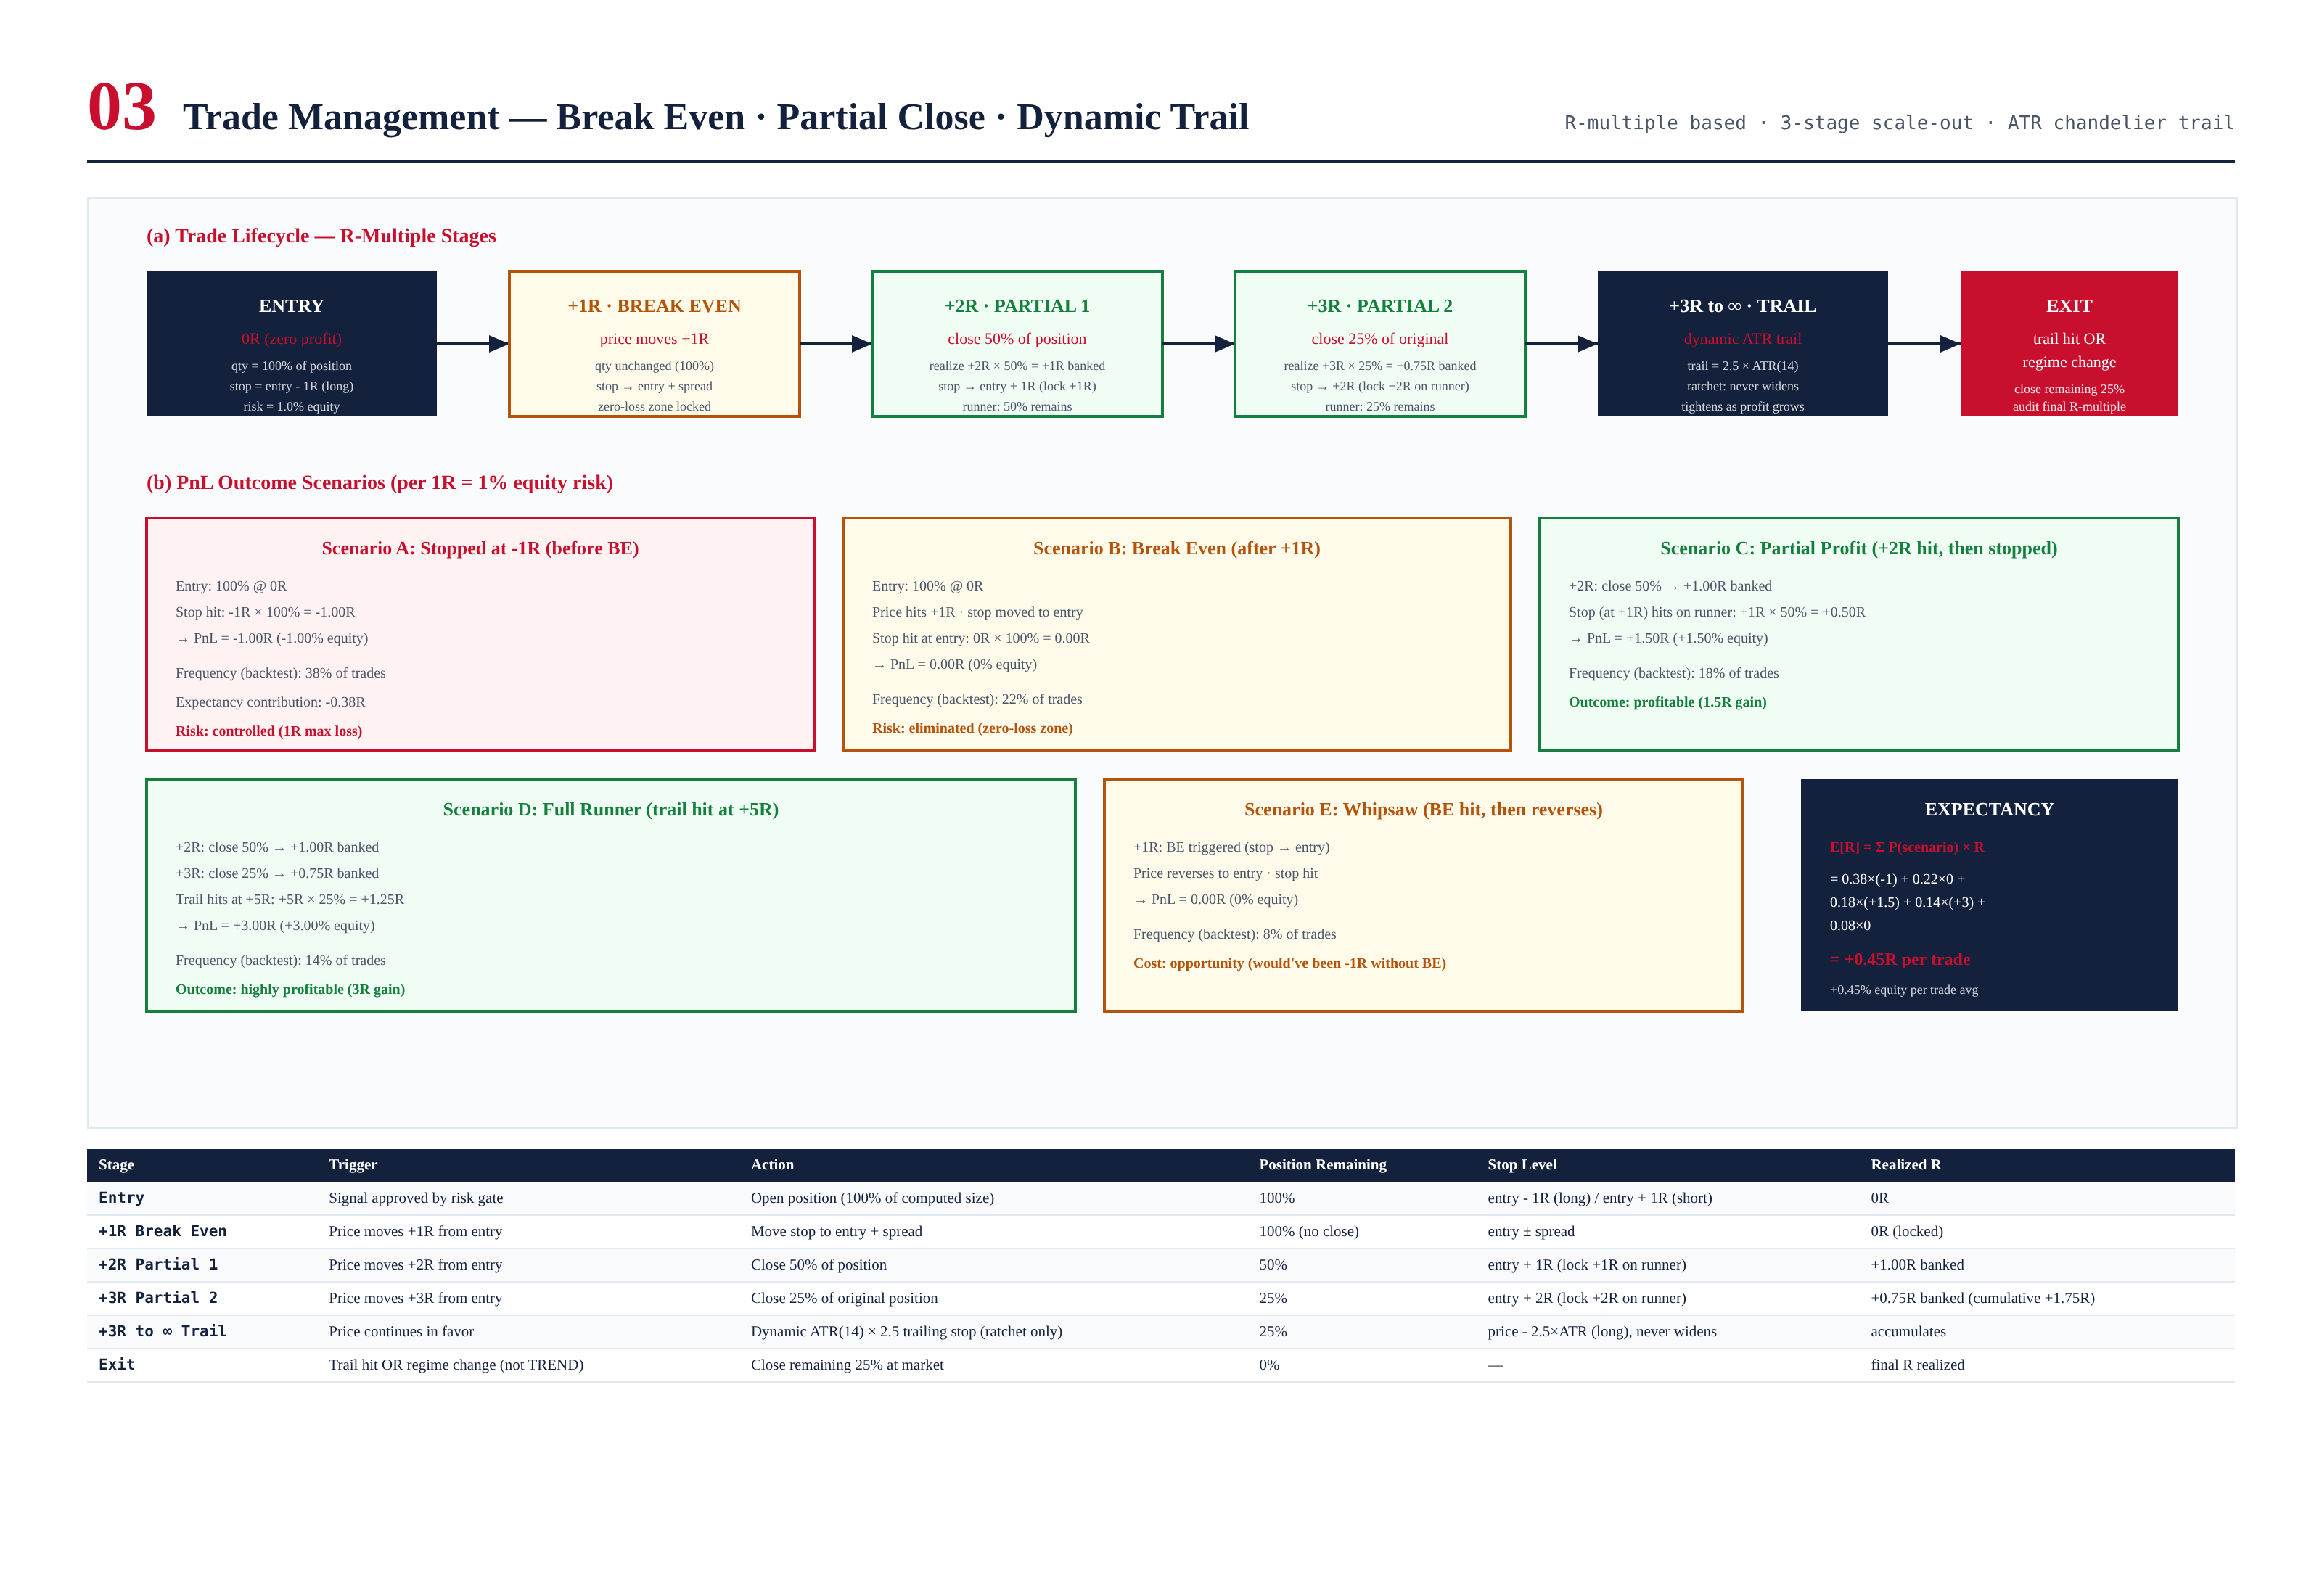 03 Trade Management — Break Even · Partial Close · Dynamic Trail
R-multiple based · 3-stage scale-out · ATR chandelier trail
(a) Trade Lifecycle — R-Multiple Stages
ENTRY
0R (zero profit)
qty = 100% of position
stop = entry - 1R (long)
risk = 1.0% equity
+1R · BREAK EVEN
price moves +1R
qty unchanged (100%)
stop → entry + spread
zero-loss zone locked
+2R · PARTIAL 1
close 50% of position
realize +2R × 50% = +1R banked
stop → entry + 1R (lock +1R)
runner: 50% remains
+3R · PARTIAL 2
close 25% of original
realize +3R × 25% = +0.75R banked
stop → +2R (lock +2R on runner)
runner: 25% remains
+3R to ∞ · TRAIL
dynamic ATR trail
trail = 2.5 × ATR(14)
ratchet: never widens
tightens as profit grows
EXIT
trail hit OR
regime change
close remaining 25%
audit final R-multiple
(b) PnL Outcome Scenarios (per 1R = 1% equity risk)
Scenario A: Stopped at -1R (before BE)
Entry: 100% @ 0R
Stop hit: -1R × 100% = -1.00R
→ PnL = -1.00R (-1.00% equity)
Frequency (backtest): 38% of trades
Expectancy contribution: -0.38R
Risk: controlled (1R max loss)
Scenario B: Break Even (after +1R)
Entry: 100% @ 0R
Price hits +1R · stop moved to entry
Stop hit at entry: 0R × 100% = 0.00R
→ PnL = 0.00R (0% equity)
Frequency (backtest): 22% of trades
Risk: eliminated (zero-loss zone)
Scenario C: Partial Profit (+2R hit, then stopped)
+2R: close 50% → +1.00R banked
Stop (at +1R) hits on runner: +1R × 50% = +0.50R
→ PnL = +1.50R (+1.50% equity)
Frequency (backtest): 18% of trades
Outcome: profitable (1.5R gain)
Scenario D: Full Runner (trail hit at +5R)
+2R: close 50% → +1.00R banked
+3R: close 25% → +0.75R banked
Trail hits at +5R: +5R × 25% = +1.25R
→ PnL = +3.00R (+3.00% equity)
Frequency (backtest): 14% of trades
Outcome: highly profitable (3R gain)
Scenario E: Whipsaw (BE hit, then reverses)
+1R: BE triggered (stop → entry)
Price reverses to entry · stop hit
→ PnL = 0.00R (0% equity)
Frequency (backtest): 8% of trades
Cost: opportunity (would've been -1R without BE)
EXPECTANCY
E[R] = Σ P(scenario) × R
= 0.38×(-1) + 0.22×0 +
0.18×(+1.5) + 0.14×(+3) +
0.08×0
= +0.45R per trade
+0.45% equity per trade avg
Stage Trigger Action Position Remaining Stop Level Realized R
Entry Signal approved by risk gate Open position (100% of computed size) 100% entry - 1R (long) / entry + 1R (short) 0R
+1R Break Even Price moves +1R from entry Move stop to entry + spread 100% (no close) entry ± spread 0R (locked)
+2R Partial 1 Price moves +2R from entry Close 50% of position 50% entry + 1R (lock +1R on runner) +1.00R banked
+3R Partial 2 Price moves +3R from entry Close 25% of original position 25% entry + 2R (lock +2R on runner) +0.75R banked (cumulative +1.75R)
+3R to ∞ Trail Price continues in favor Dynamic ATR(14) × 2.5 trailing stop (ratchet only) 25% price - 2.5×ATR (long), never widens accumulates
Exit Trail hit OR regime change (not TREND) Close remaining 25% at market 0% — final R realized